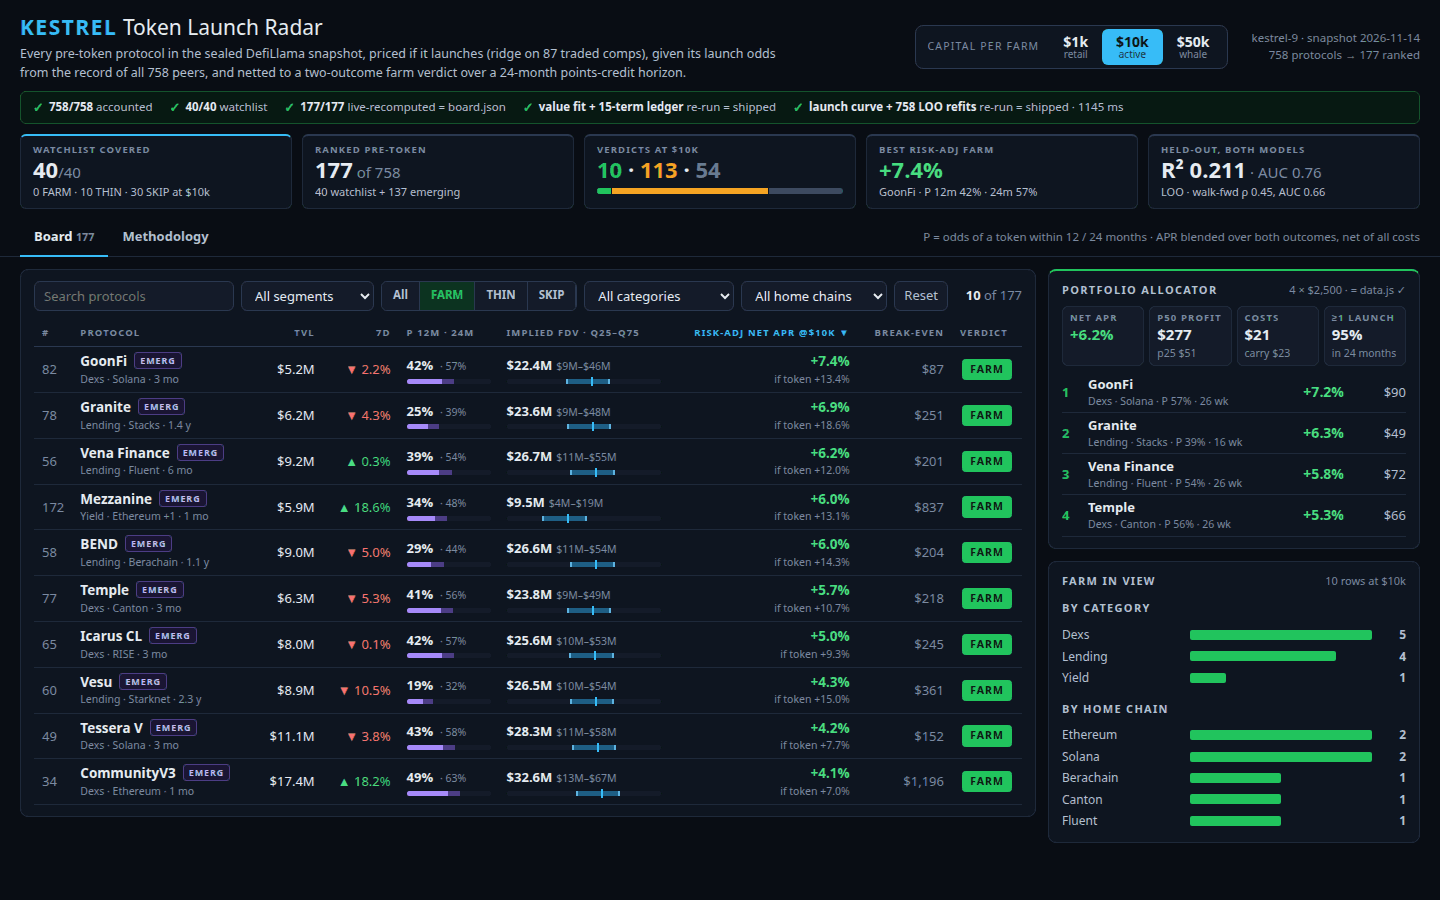 KESTREL Token Launch Radar
Every pre-token protocol in the sealed DefiLlama snapshot, priced if it launches (ridge on 87 traded comps), given its launch odds
from the record of all 758 peers, and netted to a two-outcome farm verdict over a 24-month points-credit horizon.
CAPITAL PER FARM
$1k retail
$10k active
$50k whale
kestrel-9 · snapshot 2026-11-14
758 protocols → 177 ranked
✓ 758/758 accounted ✓ 40/40 watchlist ✓ 177/177 live-recomputed = board.json ✓ value fit + 15-term ledger re-run = shipped ✓ launch curve + 758 LOO refits re-run = shipped · 1145 ms
WATCHLIST COVERED
40/40
0 FARM · 10 THIN · 30 SKIP at $10k
RANKED PRE-TOKEN
177 of 758
40 watchlist + 137 emerging
VERDICTS AT $10K
10 · 113 · 54
BEST RISK-ADJ FARM
+7.4%
GoonFi · P 12m 42% · 24m 57%
HELD-OUT, BOTH MODELS
R² 0.211 · AUC 0.76
LOO · walk-fwd ρ 0.45, AUC 0.66
Board 177 Methodology
P = odds of a token within 12 / 24 months · APR blended over both outcomes, net of all costs
Search protocols All segments All FARM THIN SKIP All categories All home chains Reset 10 of 177
# PROTOCOL TVL 7D P 12M · 24M IMPLIED FDV · Q25–Q75 RISK-ADJ NET APR @$10K ▼ BREAK-EVEN VERDICT
82 GoonFi EMERG $5.2M ▼ 2.2% 42% · 57% $22.4M $9M–$46M +7.4% $87 FARM
Dexs · Solana · 3 mo if token +13.4%
78 Granite EMERG $6.2M ▼ 4.3% 25% · 39% $23.6M $9M–$48M +6.9% $251 FARM
Lending · Stacks · 1.4 y if token +18.6%
56 Vena Finance EMERG $9.2M ▲ 0.3% 39% · 54% $26.7M $11M–$55M +6.2% $201 FARM
Lending · Fluent · 6 mo if token +12.0%
172 Mezzanine EMERG $5.9M ▲ 18.6% 34% · 48% $9.5M $4M–$19M +6.0% $837 FARM
Yield · Ethereum +1 · 1 mo if token +13.1%
58 BEND EMERG $9.0M ▼ 5.0% 29% · 44% $26.6M $11M–$54M +6.0% $204 FARM
Lending · Berachain · 1.1 y if token +14.3%
77 Temple EMERG $6.3M ▼ 5.3% 41% · 56% $23.8M $9M–$49M +5.7% $218 FARM
Dexs · Canton · 3 mo if token +10.7%
65 Icarus CL EMERG $8.0M ▼ 0.1% 42% · 57% $25.6M $10M–$53M +5.0% $245 FARM
Dexs · RISE · 3 mo if token +9.3%
60 Vesu EMERG $8.9M ▼ 10.5% 19% · 32% $26.5M $10M–$54M +4.3% $361 FARM
Lending · Starknet · 2.3 y if token +15.0%
49 Tessera V EMERG $11.1M ▼ 3.8% 43% · 58% $28.3M $11M–$58M +4.2% $152 FARM
Dexs · Solana · 3 mo if token +7.7%
34 CommunityV3 EMERG $17.4M ▲ 18.2% 49% · 63% $32.6M $13M–$67M +4.1% $1,196 FARM
Dexs · Ethereum · 1 mo if token +7.0%
PORTFOLIO ALLOCATOR 4 × $2,500 · = data.js ✓
NET APR
+6.2%
P50 PROFIT
$277
p25 $51
COSTS
$21
carry $23
≥1 LAUNCH
95%
in 24 months
1 GoonFi +7.2% $90
Dexs · Solana · P 57% · 26 wk
2 Granite +6.3% $49
Lending · Stacks · P 39% · 16 wk
3 Vena Finance +5.8% $72
Lending · Fluent · P 54% · 26 wk
4 Temple +5.3% $66
Dexs · Canton · P 56% · 26 wk
FARM IN VIEW 10 rows at $10k
BY CATEGORY
Dexs 5
Lending 4
Yield 1
BY HOME CHAIN
Ethereum 2
Solana 2
Berachain 1
Canton 1
Fluent 1